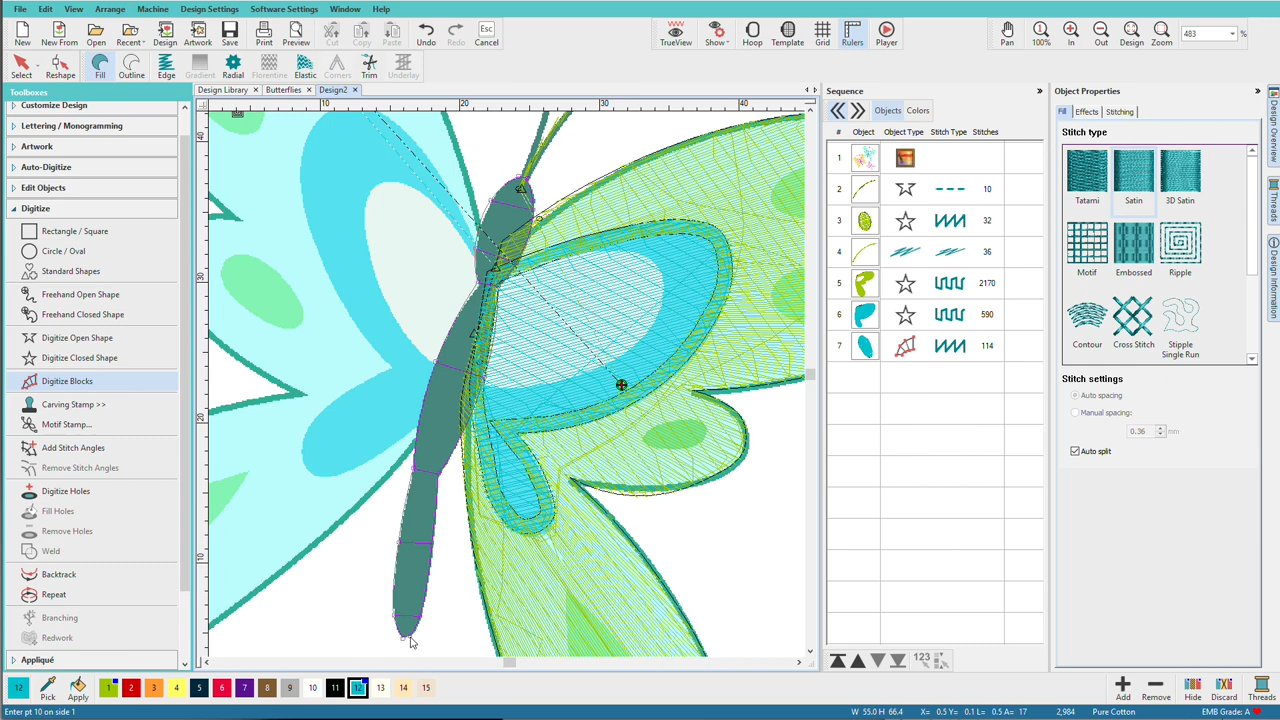 File Edit View Arrange Machine Design Settings Software Settings Window Help
New New From Open Recent Design Artwork Save Print Preview Cut Copy Paste Undo Redo Esc Cancel TrueView Show Hoop Template Grid Rulers Player Pan 1 100% In Out Design Zoom 483 %
Select Reshape Fill Outline Edge Gradient Radial Florentine Elastic Corners Trim Underlay
Toolboxes
Customize Design
Lettering / Monogramming
Artwork
Auto-Digitize
Edit Objects
Digitize
Rectangle / Square
Circle / Oval
Standard Shapes
Freehand Open Shape
Freehand Closed Shape
Digitize Open Shape
Digitize Closed Shape
Digitize Blocks
Carving Stamp >>
Motif Stamp...
Add Stitch Angles
Remove Stitch Angles
Digitize Holes
Fill Holes
Remove Holes
Weld
Backtrack
Repeat
Branching
Redwork
Appliqué
Design Library Butterflies Design2
10 20 30 40
40
30
20
10
Sequence
Objects Colors
# Object Object Type Stitch Type Stitches
1
2 10
3 32
4 36
5 2170
6 590
7 114
123
Object Properties
Fill Effects Stitching
Stitch type
Tatami Satin 3D Satin
Motif Embossed Ripple
Contour Cross Stitch Stipple Single Run
Stitch settings
Auto spacing
Manual spacing:
0.36 mm
Auto split
Design Overview
Threads
Design Information
12 Pick Apply 1 2 3 4 5 6 7 8 9 10 11 12 13 14 15 Add Remove Hide Discard Threads
Enter pt 10 on side 1 W 55.0 H 66.4 X= 0.5 Y= 0.1 L= 0.5 A= 17 2,984 Pure Cotton EMB Grade: A